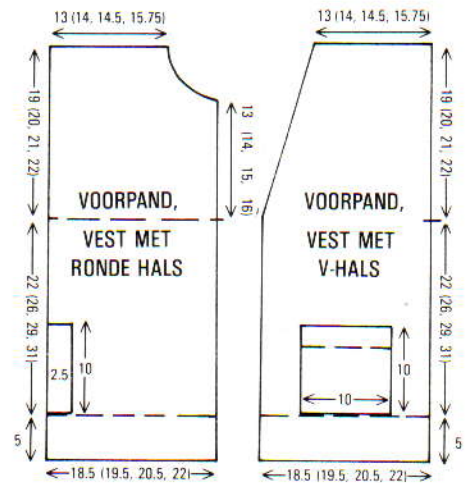 13 (14, 14.5, 15.75)
19 (20, 21, 22)
13 (14, 15, 16)
VOORPAND,
VEST MET
RONDE HALS
22 (26, 29, 31)
2.5
10
5
18.5 (19.5, 20.5, 22)
13 (14, 14.5, 15.75)
19 (20, 21, 22)
VOORPAND,
VEST MET
V-HALS
22 (26, 29, 31)
10
10
5
18.5 (19.5, 20.5, 22)